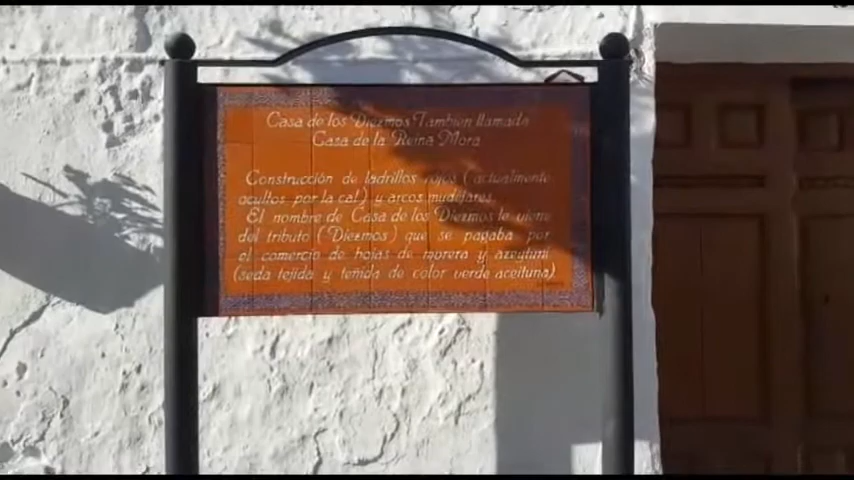 Casa de los Diezmos También llamada
Casa de la Reina Mora
Construcción de ladrillos rojos (actualmente
ocultos por la cal) y arcos mudéjares.
El nombre de Casa de los Diezmos le viene
del tributo (Diezmos) que se pagaba por
el comercio de hojas de morera y azeytuní
(seda tejida y teñida de color verde aceituna).